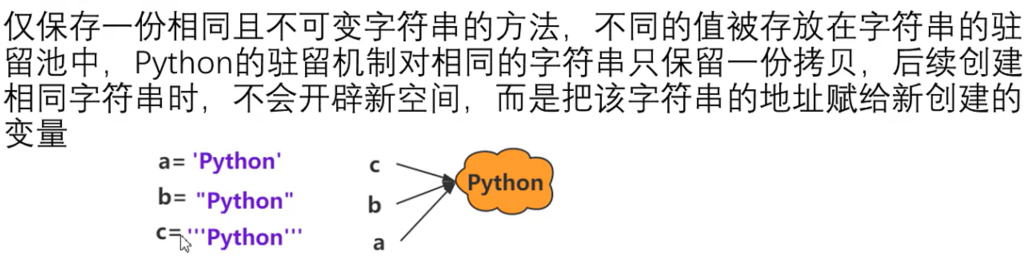 仅保存一份相同且不可变字符串的方法，不同的值被存放在字符串的驻
留池中，Python的驻留机制对相同的字符串只保留一份拷贝，后续创建
相同字符串时，不会开辟新空间，而是把该字符串的地址赋给新创建的
变量
a= 'Python'
b= "Python"
c= '''Python'''
c
b
a
Python